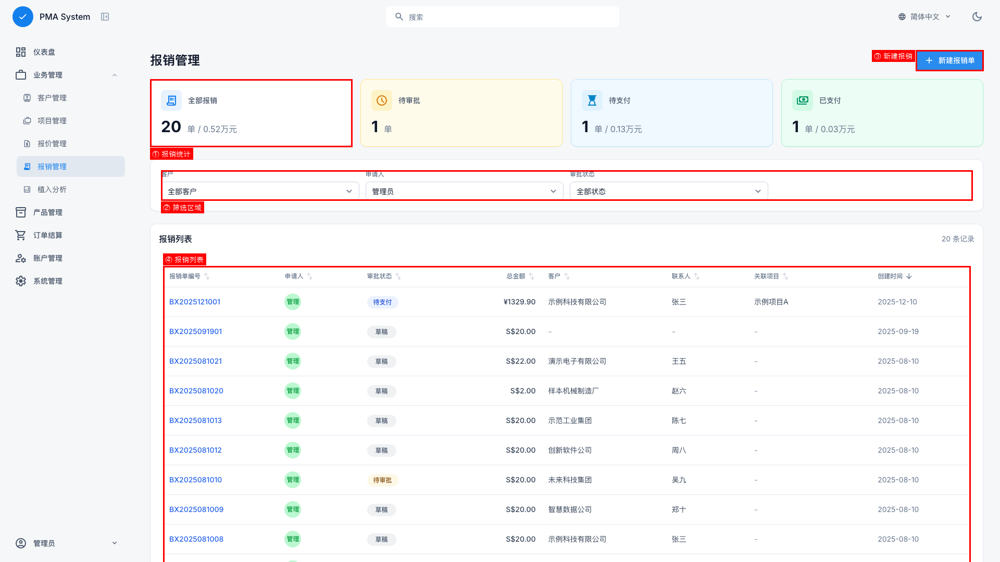 PMA System
搜索
简体中文
仪表盘
业务管理
客户管理
项目管理
报价管理
报销管理
植入分析
产品管理
订单结算
账户管理
系统管理
管理员
报销管理
③ 新建报销
新建报销单
全部报销
20 单 / 0.52万元
待审批
1 单
待支付
1 单 / 0.13万元
已支付
1 单 / 0.03万元
① 报销统计
客户 申请人 审批状态
全部客户 管理员 全部状态
② 筛选区域
报销列表 20 条记录
④ 报销列表
报销单编号 申请人 审批状态 总金额 客户 联系人 关联项目 创建时间
BX2025121001 管理 待支付 ¥1329.90 示例科技有限公司 张三 示例项目A 2025-12-10
BX2025091901 管理 草稿 S$20.00 - - - 2025-09-19
BX2025081021 管理 草稿 S$22.00 演示电子有限公司 王五 - 2025-08-10
BX2025081020 管理 草稿 S$2.00 样本机械制造厂 赵六 - 2025-08-10
BX2025081013 管理 草稿 S$20.00 示范工业集团 陈七 - 2025-08-10
BX2025081012 管理 草稿 S$20.00 创新软件公司 周八 - 2025-08-10
BX2025081010 管理 待审批 S$20.00 未来科技集团 吴九 - 2025-08-10
BX2025081009 管理 草稿 S$20.00 智慧数据公司 郑十 - 2025-08-10
BX2025081008 管理 草稿 S$20.00 示例科技有限公司 张三 - 2025-08-10